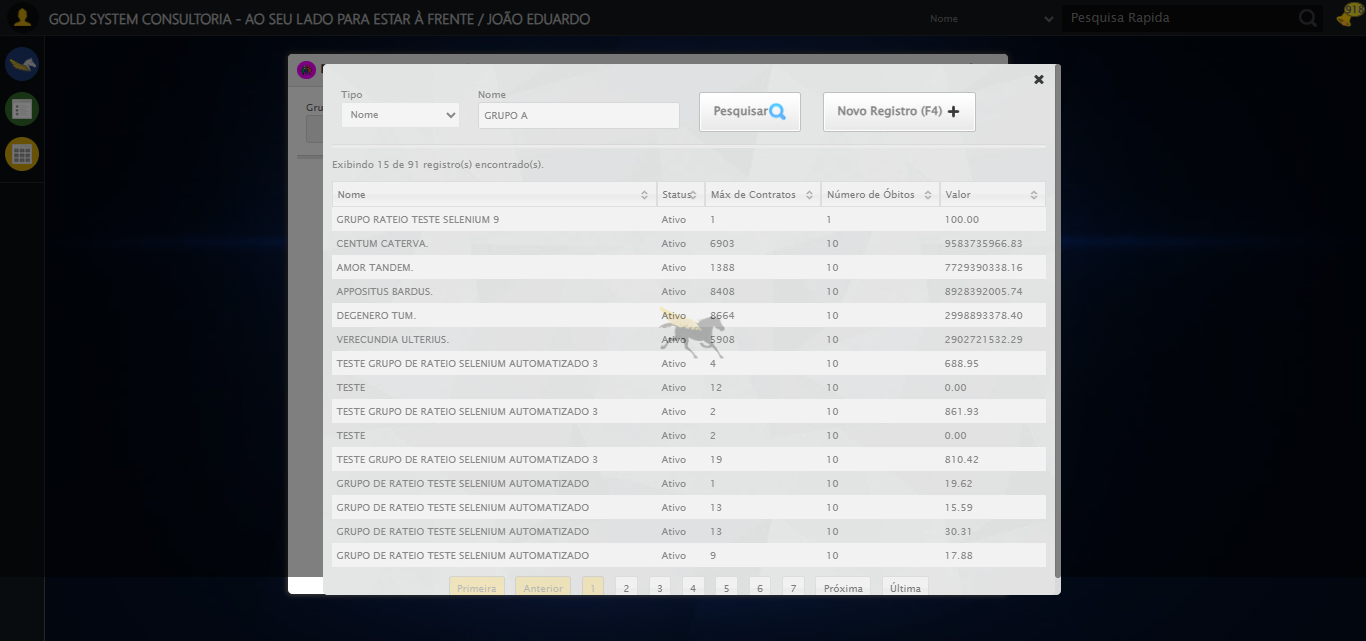 GOLD SYSTEM CONSULTORIA - AO SEU LADO PARA ESTAR À FRENTE / JOÃO EDUARDO
Nome
Pesquisa Rapida
918
Gru
Tipo
Nome
Nome
GRUPO A
Pesquisar
Novo Registro (F4)
Exibindo 15 de 91 registro(s) encontrado(s).
Nome Status Máx de Contratos Número de Óbitos Valor
GRUPO RATEIO TESTE SELENIUM 9 Ativo 1 1 100.00
CENTUM CATERVA. Ativo 6903 10 9583735966.83
AMOR TANDEM. Ativo 1388 10 7729390338.16
APPOSITUS BARDUS. Ativo 8408 10 8928392005.74
DEGENERO TUM. Ativo 8664 10 2998893378.40
VERECUNDIA ULTERIUS. Ativo 5908 10 2902721532.29
TESTE GRUPO DE RATEIO SELENIUM AUTOMATIZADO 3 Ativo 4 10 688.95
TESTE Ativo 12 10 0.00
TESTE GRUPO DE RATEIO SELENIUM AUTOMATIZADO 3 Ativo 2 10 861.93
TESTE Ativo 2 10 0.00
TESTE GRUPO DE RATEIO SELENIUM AUTOMATIZADO 3 Ativo 19 10 810.42
GRUPO DE RATEIO TESTE SELENIUM AUTOMATIZADO Ativo 1 10 19.62
GRUPO DE RATEIO TESTE SELENIUM AUTOMATIZADO Ativo 13 10 15.59
GRUPO DE RATEIO TESTE SELENIUM AUTOMATIZADO Ativo 13 10 30.31
GRUPO DE RATEIO TESTE SELENIUM AUTOMATIZADO Ativo 9 10 17.88
Primeira Anterior 1 2 3 4 5 6 7 Próxima Última